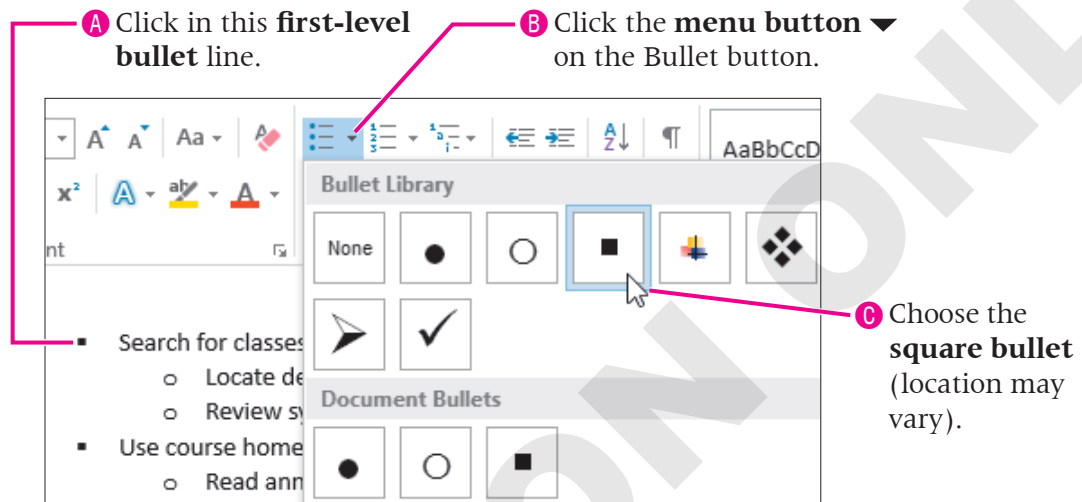 A Click in this first-level
bullet line.
B Click the menu button
on the Bullet button.
A A Aa
AaBbCcD
x² A ab A
nt
Bullet Library
None
Search for classes
Locate de
Review sy
Document Bullets
Use course home
Read ann
C Choose the
square bullet
(location may
vary).
ON ONL